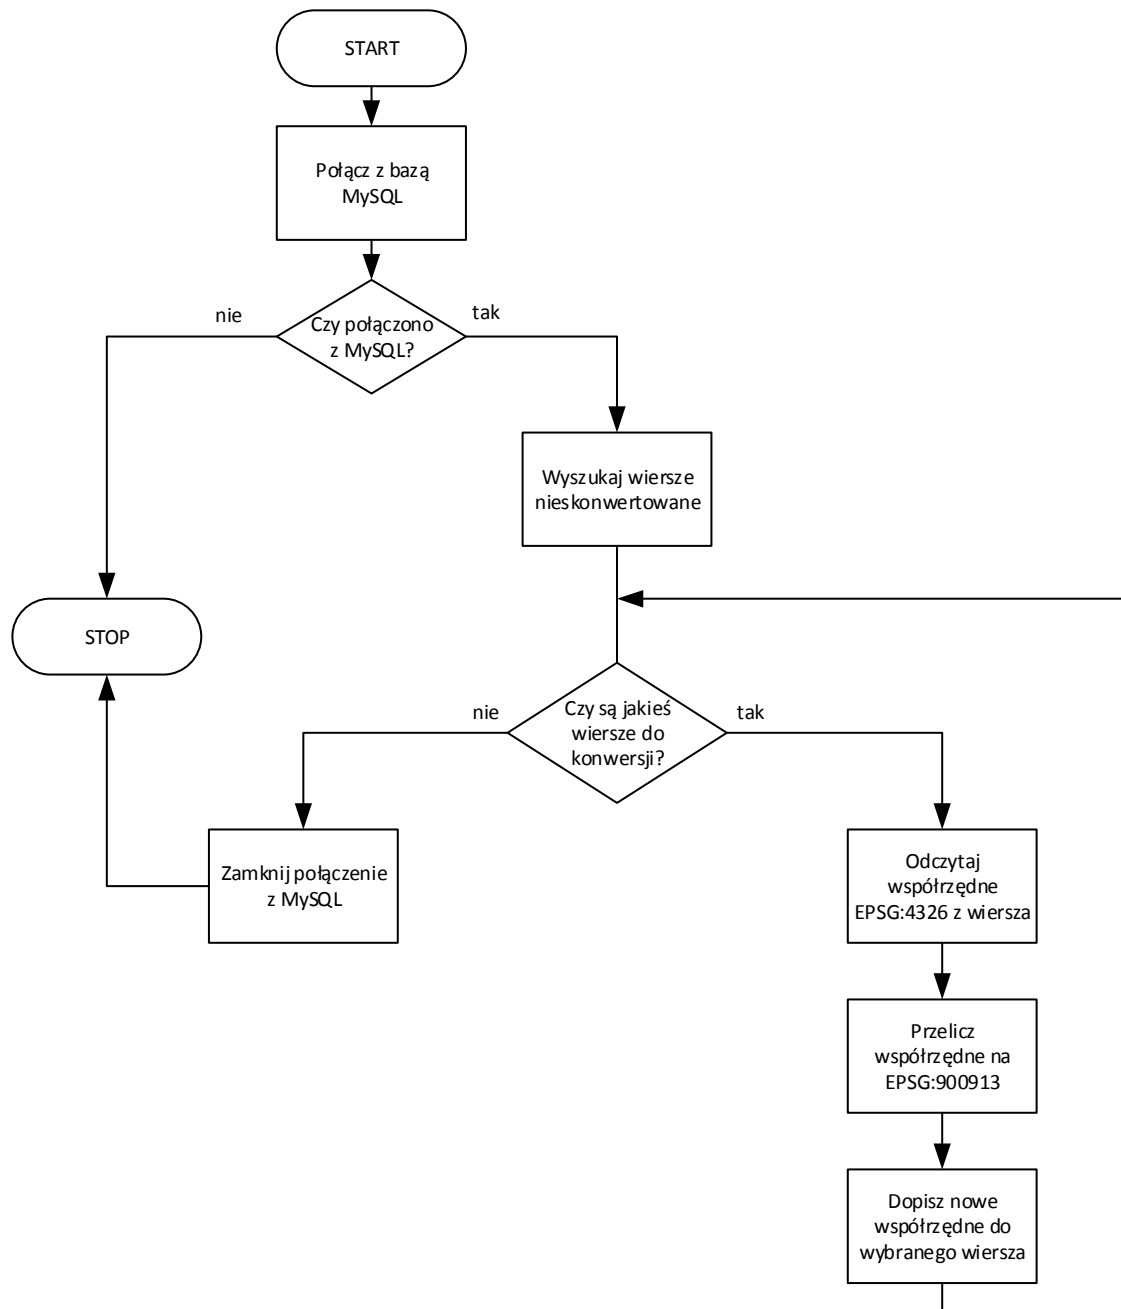 START
Połącz z bazą
MySQL
nie
tak
Czy połączono
z MySQL?
Wyszukaj wiersze
nieskonwertowane
STOP
nie
Czy są jakieś
wiersze do
konwersji?
tak
Zamknij połączenie
z MySQL
Odczytaj
współrzędne
EPSG:4326 z wiersza
Przelicz
współrzędne na
EPSG:900913
Dopisz nowe
współrzędne do
wybranego wiersza